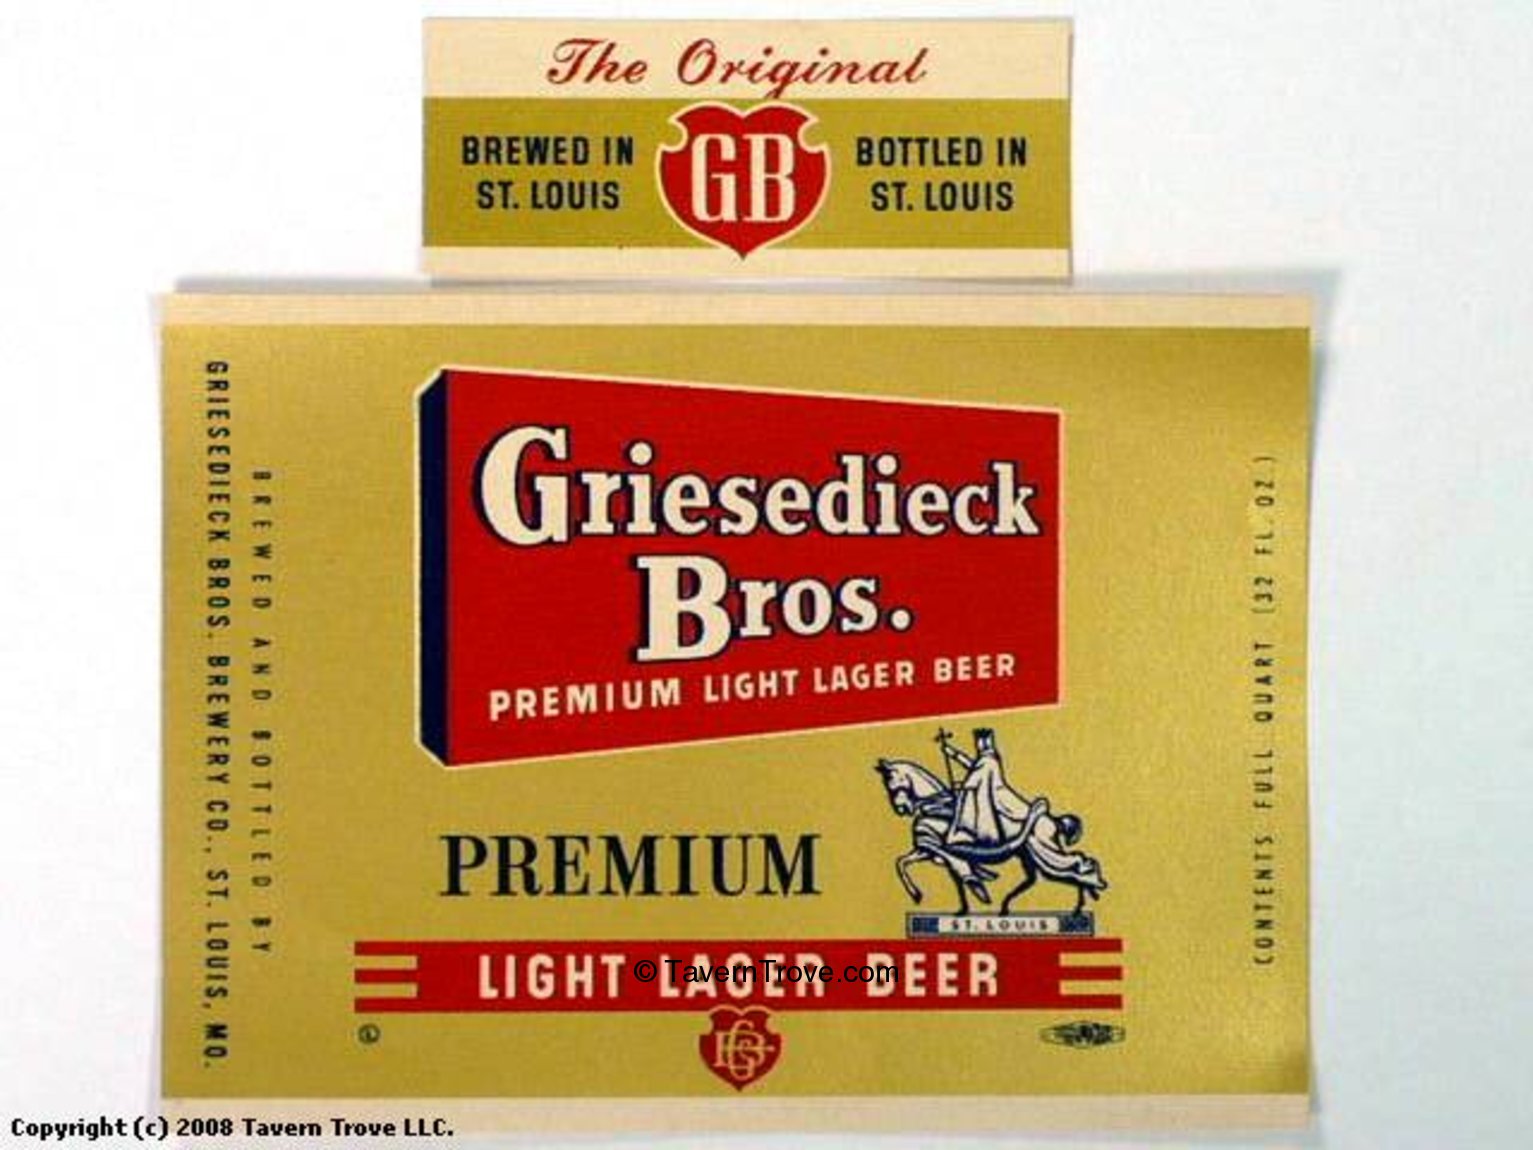 The Original
BREWED IN
ST. LOUIS
GB
BOTTLED IN
ST. LOUIS
GRIESEDIECK BROS. BREWERY CO., ST. LOUIS, MO.
BREWED AND BOTTLED BY
Griesedieck
Bros.
PREMIUM LIGHT LAGER BEER
PREMIUM
ST. LOUIS
LIGHT LAGER BEER
© TavernTrove.com
CONTENTS FULL QUART (32 FL. OZ.)
Copyright (c) 2008 Tavern Trove LLC.